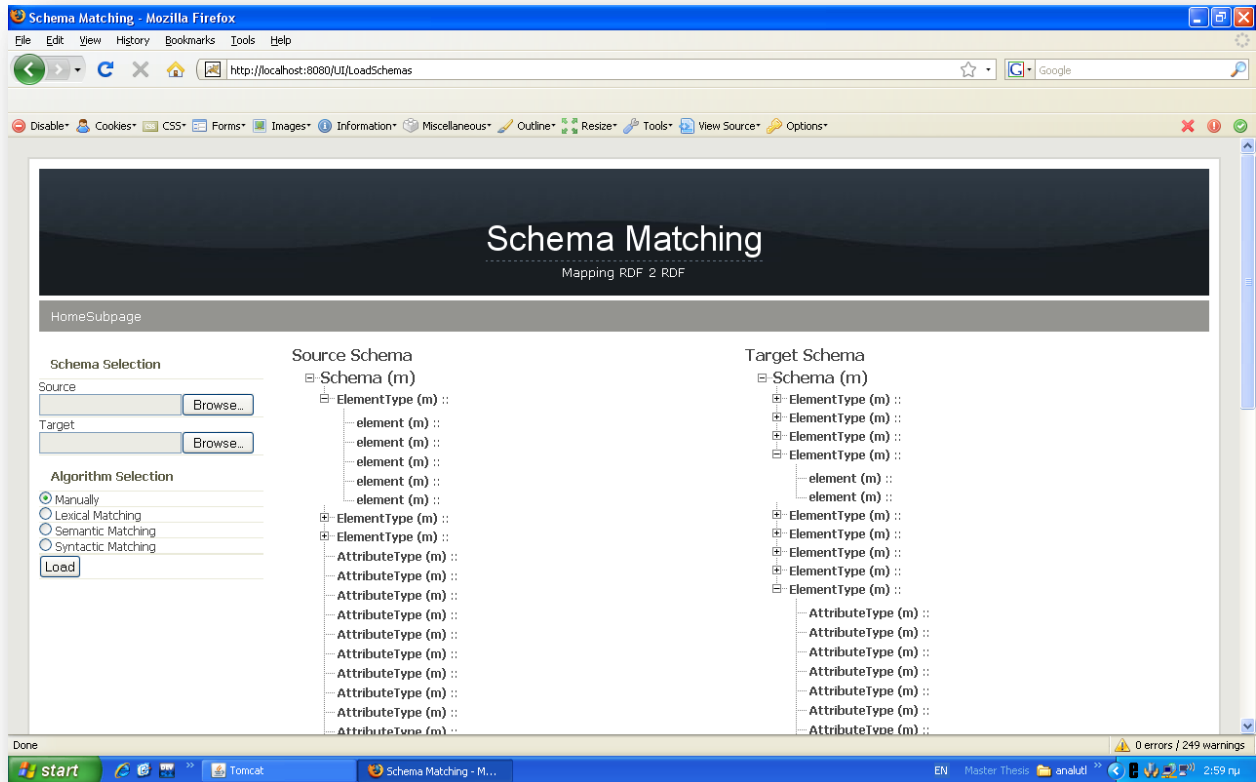 Schema Matching - Mozilla Firefox
File Edit View History Bookmarks Tools Help
http://localhost:8080/UI/LoadSchemas
G Google
Disable Cookies CSS Forms Images Information Miscellaneous Outline Resize Tools View Source Options
Schema Matching
Mapping RDF 2 RDF
HomeSubpage
Schema Selection
Source
Browse...
Target
Browse...
Algorithm Selection
Manually
Lexical Matching
Semantic Matching
Syntactic Matching
Load
Source Schema
Schema (m)
ElementType (m) ::
element (m) ::
element (m) ::
element (m) ::
element (m) ::
element (m) ::
ElementType (m) ::
ElementType (m) ::
AttributeType (m) ::
AttributeType (m) ::
AttributeType (m) ::
AttributeType (m) ::
AttributeType (m) ::
AttributeType (m) ::
AttributeType (m) ::
AttributeType (m) ::
AttributeType (m) ::
AttributeType (m) ::
Target Schema
Schema (m)
ElementType (m) ::
ElementType (m) ::
ElementType (m) ::
ElementType (m) ::
element (m) ::
element (m) ::
ElementType (m) ::
ElementType (m) ::
ElementType (m) ::
ElementType (m) ::
ElementType (m) ::
AttributeType (m) ::
AttributeType (m) ::
AttributeType (m) ::
AttributeType (m) ::
AttributeType (m) ::
AttributeType (m) ::
AttributeType (m) ::
Done
0 errors / 249 warnings
start
Tomcat
Schema Matching - M...
EN
Master Thesis
analutl
2:59 πμ